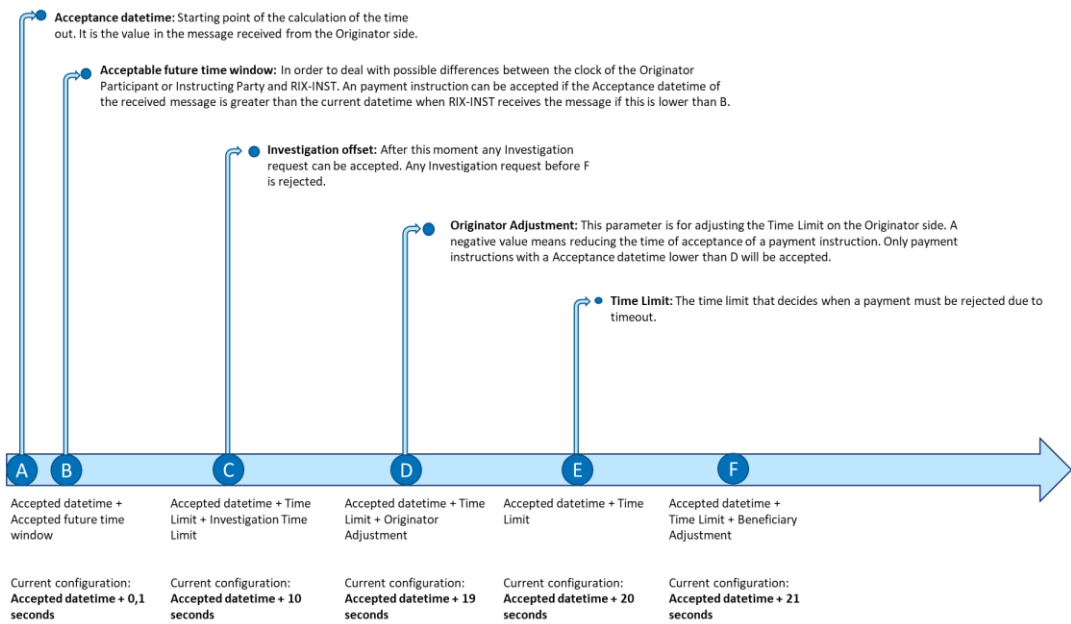 Acceptance datetime: Starting point of the calculation of the time
out. It is the value in the message received from the Originator side.
Acceptable future time window: In order to deal with possible differences between the clock of the Originator
Participant or Instructing Party and RIX-INST. An payment instruction can be accepted if the Acceptance datetime of
the received message is greater than the current datetime when RIX-INST receives the message if this is lower than B.
Investigation offset: After this moment any Investigation
request can be accepted. Any Investigation request before F
is rejected.
Originator Adjustment: This parameter is for adjusting the Time Limit on the Originator side. A
negative value means reducing the time of acceptance of a payment instruction. Only payment
instructions with a Acceptance datetime lower than D will be accepted.
Time Limit: The time limit that decides when a payment must be rejected due to
timeout.
A B C D E F
Accepted datetime +
Accepted future time
window
Current configuration:
Accepted datetime + 0,1
seconds
Accepted datetime + Time
Limit + Investigation Time
Limit
Current configuration:
Accepted datetime + 10
seconds
Accepted datetime + Time
Limit + Originator
Adjustment
Current configuration:
Accepted datetime + 19
seconds
Accepted datetime + Time
Limit
Current configuration:
Accepted datetime + 20
seconds
Accepted datetime +
Time Limit + Beneficiary
Adjustment
Current configuration:
Accepted datetime + 21
seconds